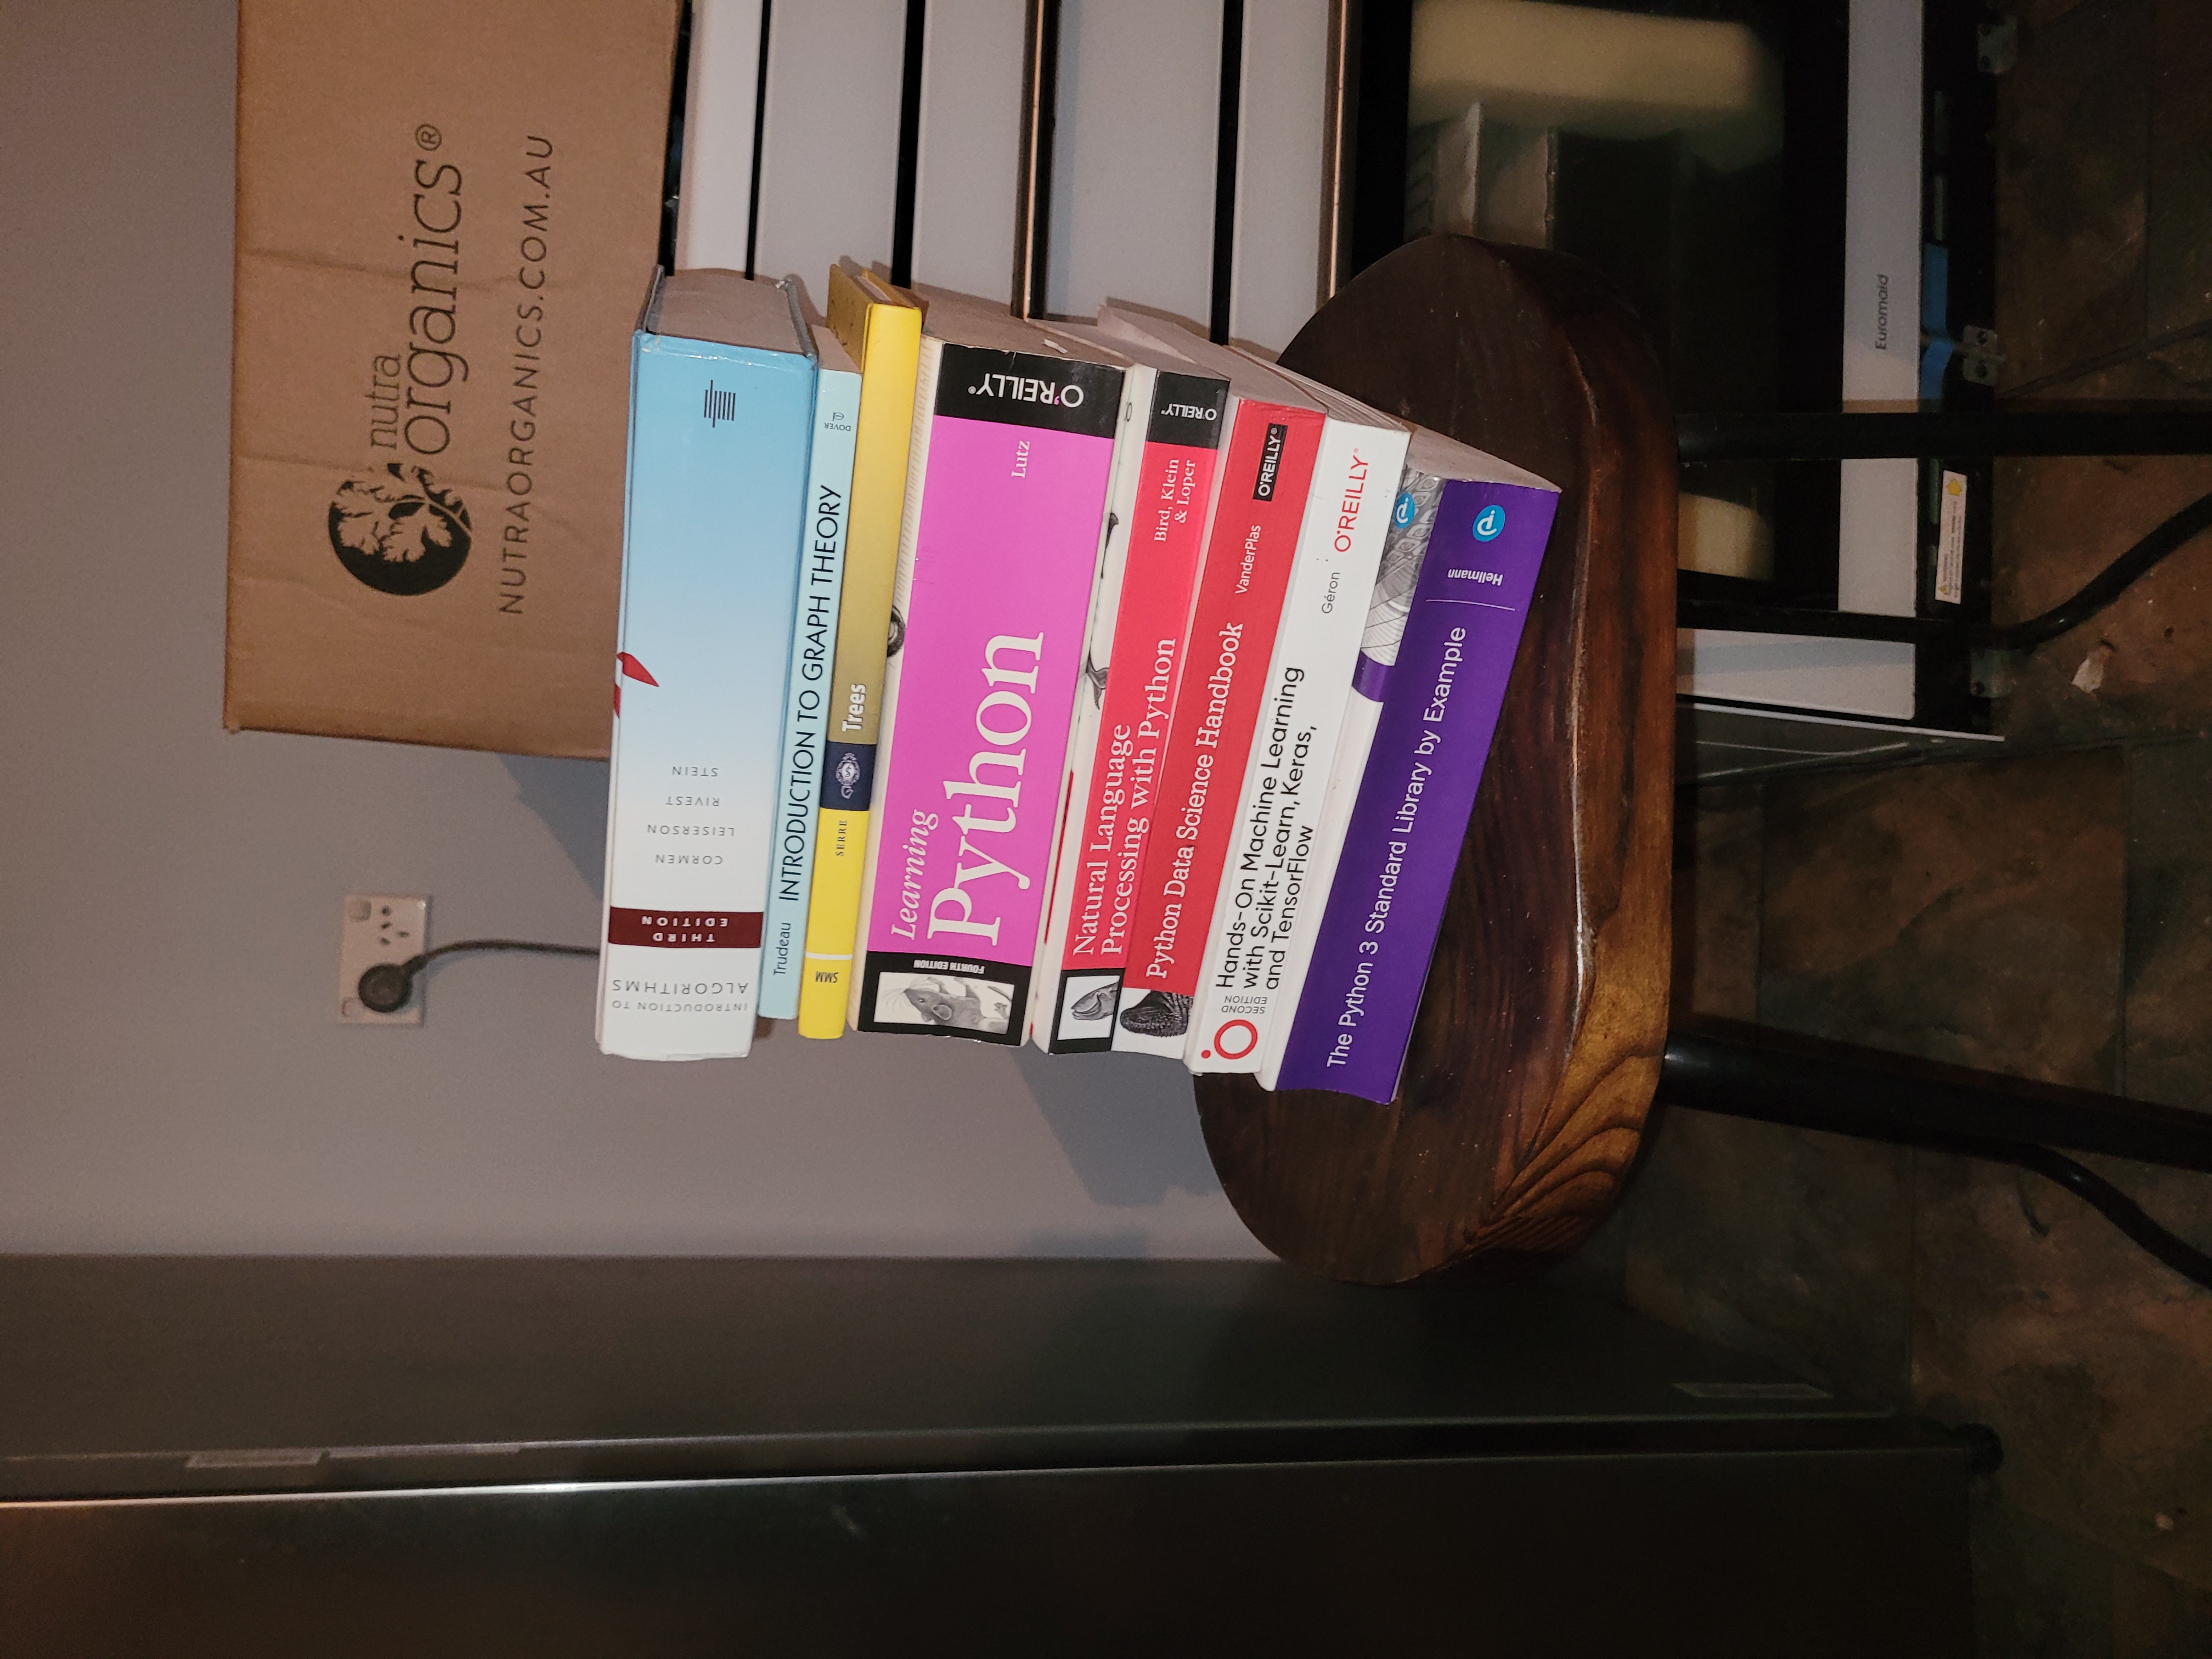 nutra
organics®
NUTRAORGANICS.COM.AU
INTRODUCTION TO
ALGORITHMS
THIRD
EDITION
CORMEN
LEISERSON
RIVEST
STEIN
Trudeau INTRODUCTION TO GRAPH THEORY DOVER
SMM SERRE Trees
FOURTH EDITION
Learning
Python
Lutz
O'REILLY®
Natural Language
Processing with Python
Bird, Klein
& Loper
O'REILLY®
Python Data Science Handbook VanderPlas O'REILLY®
SECOND
EDITION
Hands-On Machine Learning
with Scikit-Learn, Keras,
and TensorFlow
Géron O'REILLY®
The Python 3 Standard Library by Example Hellmann
Euromaid
WARNING